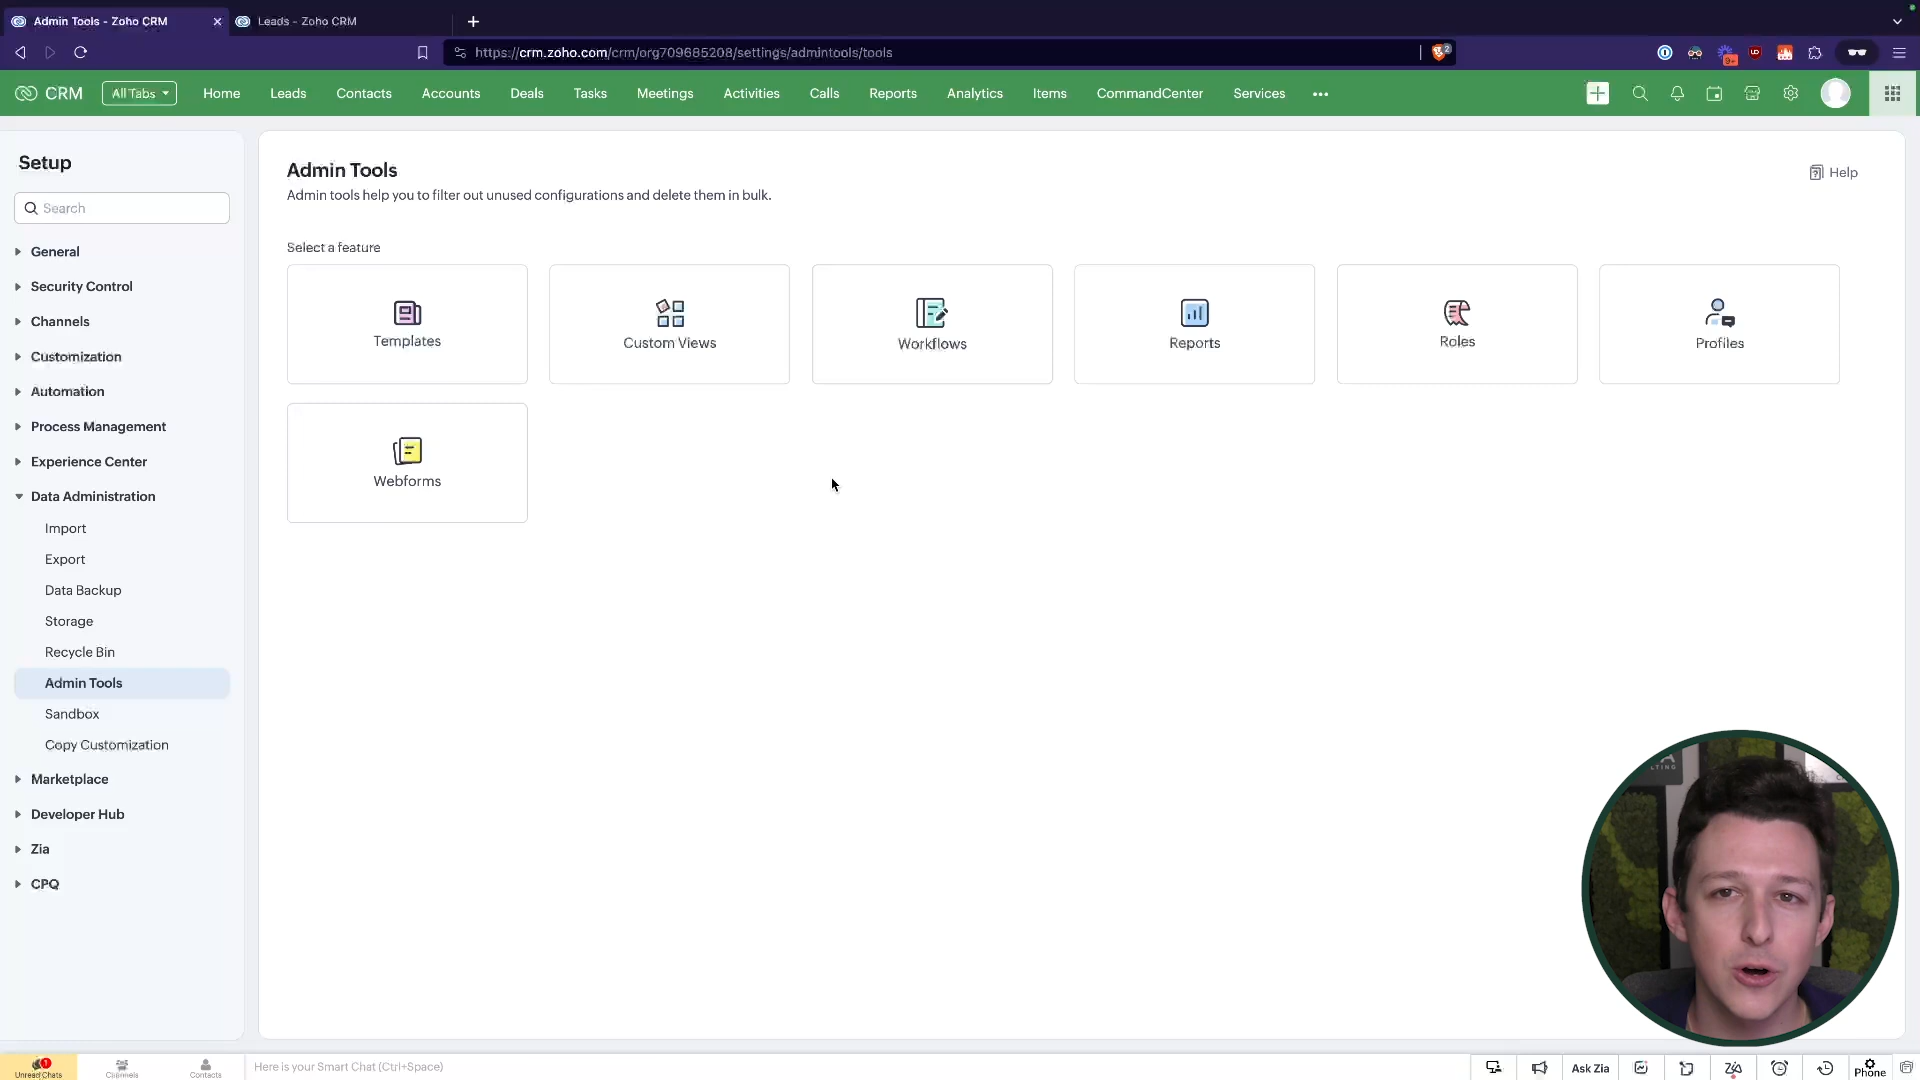 Admin Tools - Zoho CRM
Leads - Zoho CRM
https://crm.zoho.com/crm/org709685208/settings/admintools/tools
2
9+
CRM
All Tabs
Home
Leads
Contacts
Accounts
Deals
Tasks
Meetings
Activities
Calls
Reports
Analytics
Items
CommandCenter
Services
Setup
Search
General
Security Control
Channels
Customization
Automation
Process Management
Experience Center
Data Administration
Import
Export
Data Backup
Storage
Recycle Bin
Admin Tools
Sandbox
Copy Customization
Marketplace
Developer Hub
Zia
CPQ
Admin Tools
Help
Admin tools help you to filter out unused configurations and delete them in bulk.
Select a feature
Templates
Custom Views
Workflows
Reports
Roles
Profiles
Webforms
1
Unread Chats
Channels
Contacts
Here is your Smart Chat (Ctrl+Space)
Ask Zia
Phone